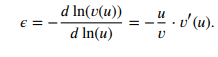 ϵ = − d ln(v(u)) / d ln(u) = − u / v · v′(u).